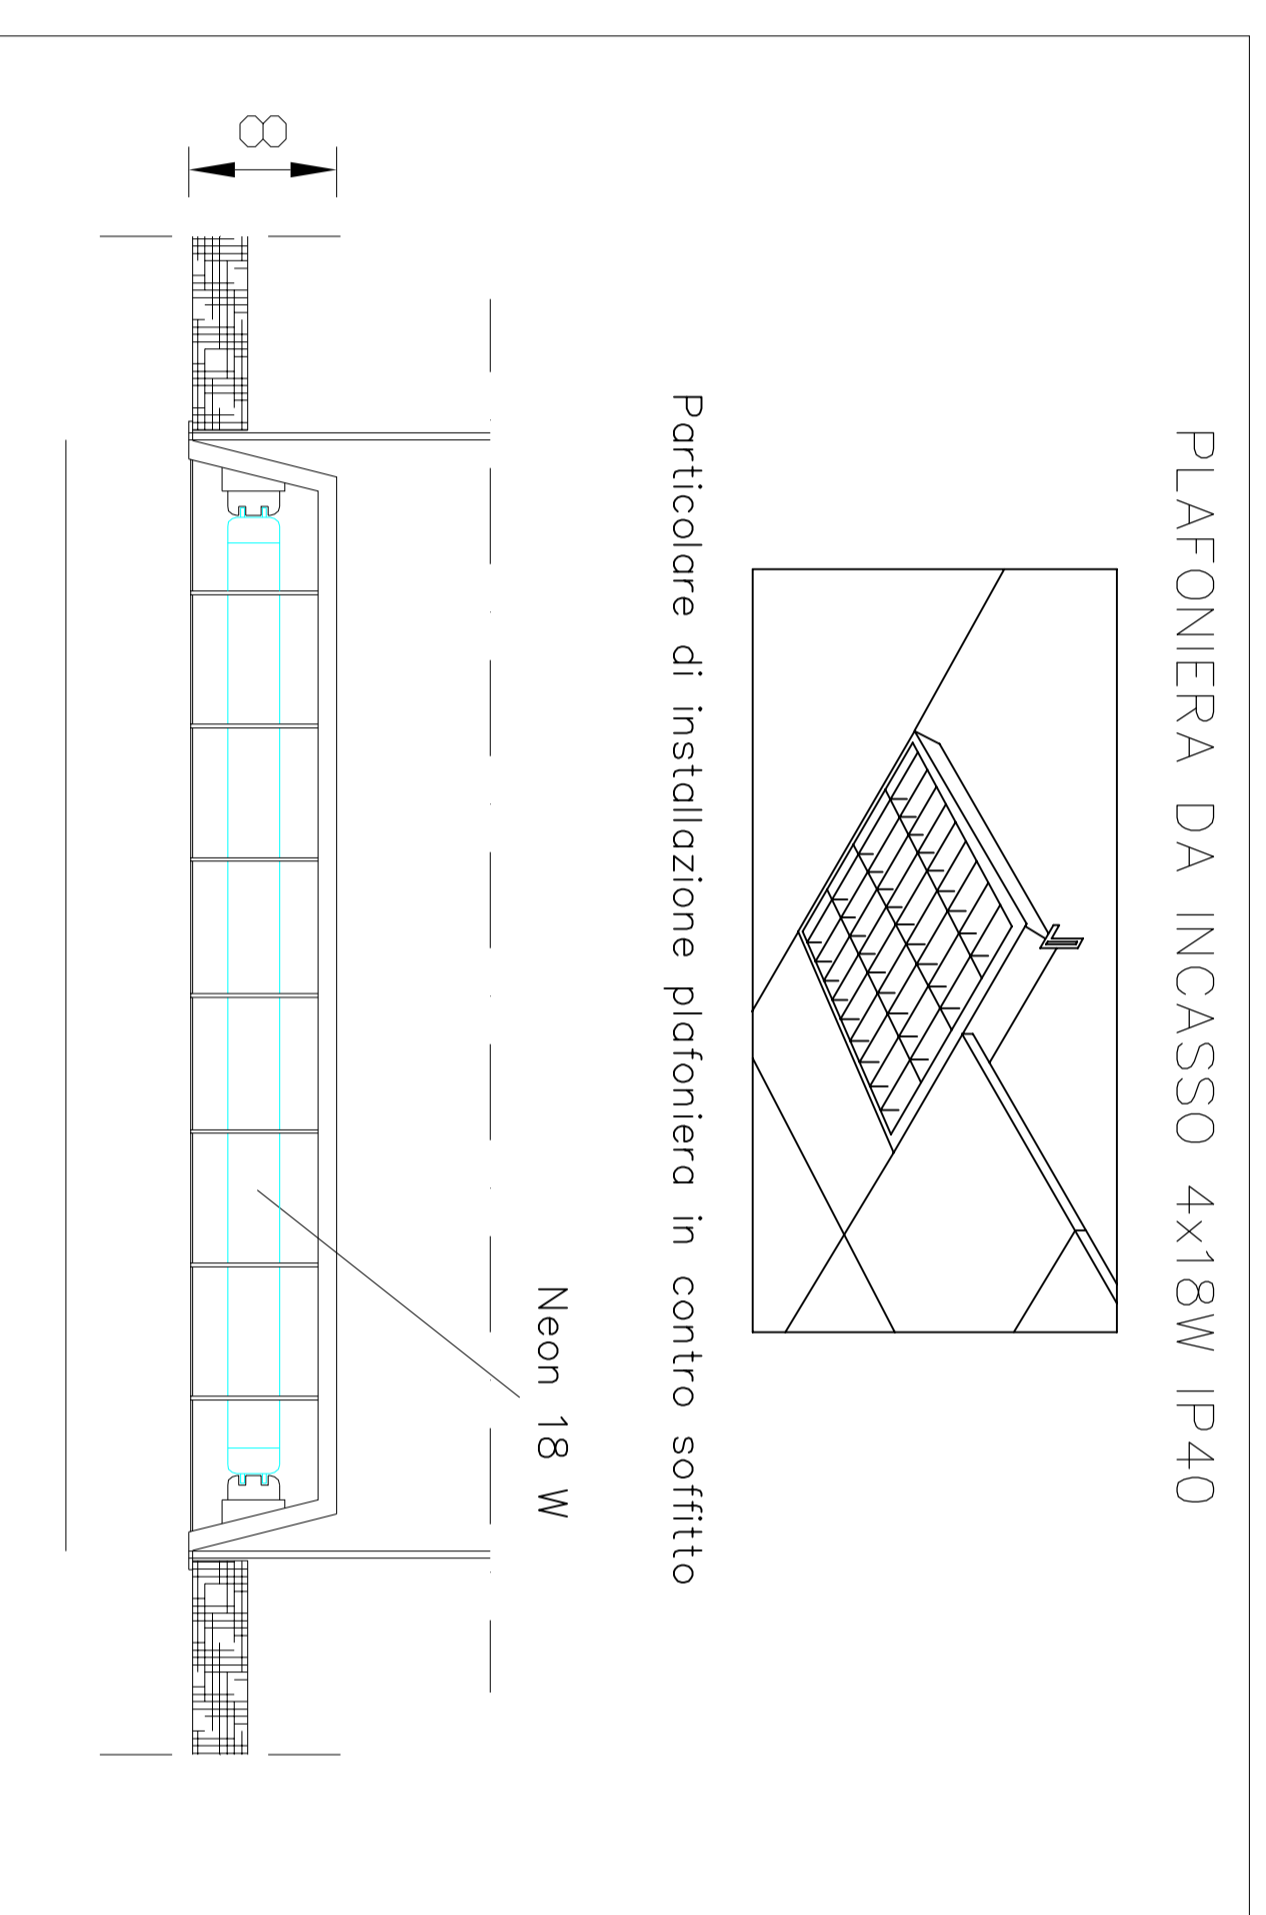 PLAFONIERA DA INCASSO 4x18W IP40
Particolare di installazione plafoniera in contro soffitto
Neon 18 W
8